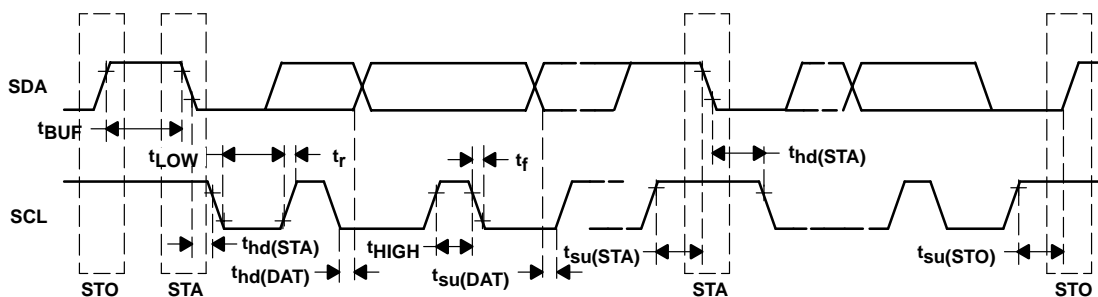 SDA
tBUF
tLOW
tr
tf
thd(STA)
SCL
thd(STA)
tHIGH
tsu(STA)
tsu(STO)
thd(DAT)
tsu(DAT)
STO
STA
STA
STO